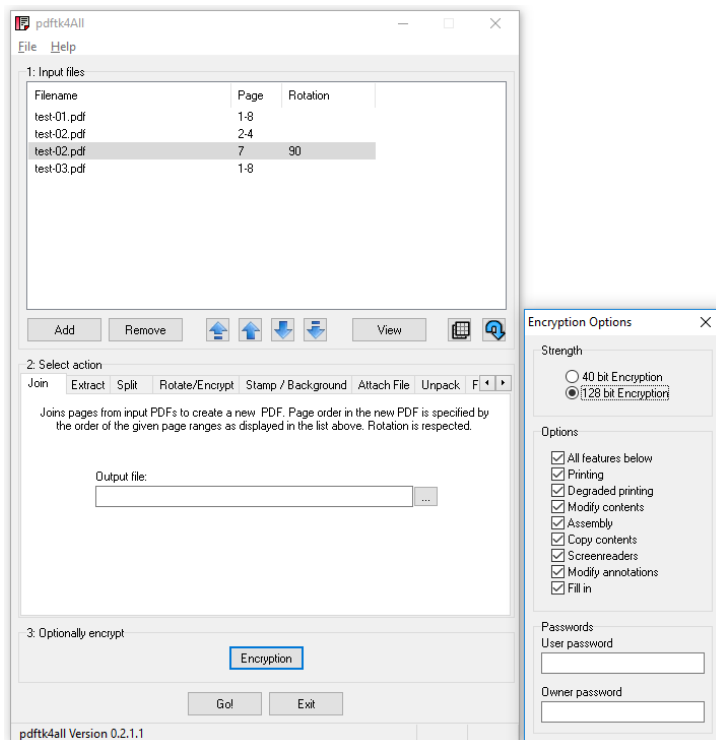 pdftk4All
File Help
1: Input files
Filename Page Rotation
test-01.pdf 1-8
test-02.pdf 2-4
test-02.pdf 7 90
test-03.pdf 1-8
Add Remove View
2: Select action
Join Extract Split Rotate/Encrypt Stamp / Background Attach File Unpack F
Joins pages from input PDFs to create a new PDF. Page order in the new PDF is specified by
the order of the given page ranges as displayed in the list above. Rotation is respected.
Output file:
...
3: Optionally encrypt
Encryption
Go! Exit
pdftk4all Version 0.2.1.1
Encryption Options
Strength
40 bit Encryption
128 bit Encryption
Options
All features below
Printing
Degraded printing
Modify contents
Assembly
Copy contents
Screenreaders
Modify annotations
Fill in
Passwords
User password
Owner password